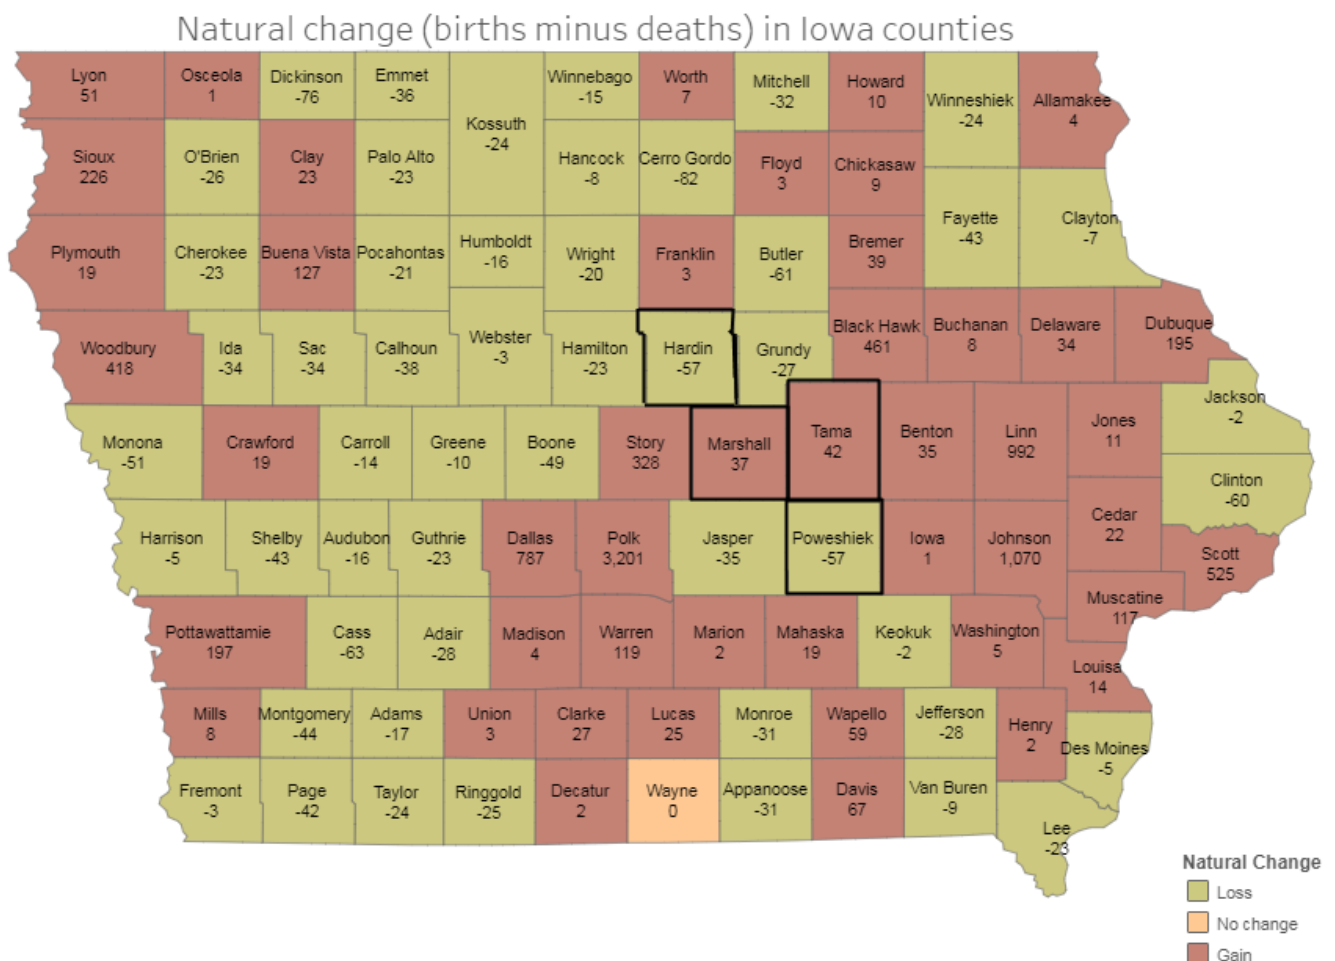 Natural change (births minus deaths) in Iowa counties
Lyon
51
Osceola
1
Dickinson
-76
Emmet
-36
Kossuth
-24
Winnebago
-15
Worth
7
Mitchell
-32
Howard
10
Winneshiek
-24
Allamakee
4
Sioux
226
O'Brien
-26
Clay
23
Palo Alto
-23
Hancock
-8
Cerro Gordo
-82
Floyd
3
Chickasaw
9
Fayette
-43
Clayton
-7
Plymouth
19
Cherokee
-23
Buena Vista
127
Pocahontas
-21
Humboldt
-16
Wright
-20
Franklin
3
Butler
-61
Bremer
39
Woodbury
418
Ida
-34
Sac
-34
Calhoun
-38
Webster
-3
Hamilton
-23
Hardin
-57
Grundy
-27
Black Hawk
461
Buchanan
8
Delaware
34
Dubuque
195
Jackson
-2
Monona
-51
Crawford
19
Carroll
-14
Greene
-10
Boone
-49
Story
328
Marshall
37
Tama
42
Benton
35
Linn
992
Jones
11
Clinton
-60
Harrison
-5
Shelby
-43
Audubon
-16
Guthrie
-23
Dallas
787
Polk
3,201
Jasper
-35
Poweshiek
-57
Iowa
1
Johnson
1,070
Cedar
22
Scott
525
Muscatine
117
Pottawattamie
197
Cass
-63
Adair
-28
Madison
4
Warren
119
Marion
2
Mahaska
19
Keokuk
-2
Washington
5
Louisa
14
Mills
8
Montgomery
-44
Adams
-17
Union
3
Clarke
27
Lucas
25
Monroe
-31
Wapello
59
Jefferson
-28
Henry
2
Des Moines
-5
Fremont
-3
Page
-42
Taylor
-24
Ringgold
-25
Decatur
2
Wayne
0
Appanoose
-31
Davis
67
Van Buren
-9
Lee
-23
Natural Change
Loss
No change
Gain